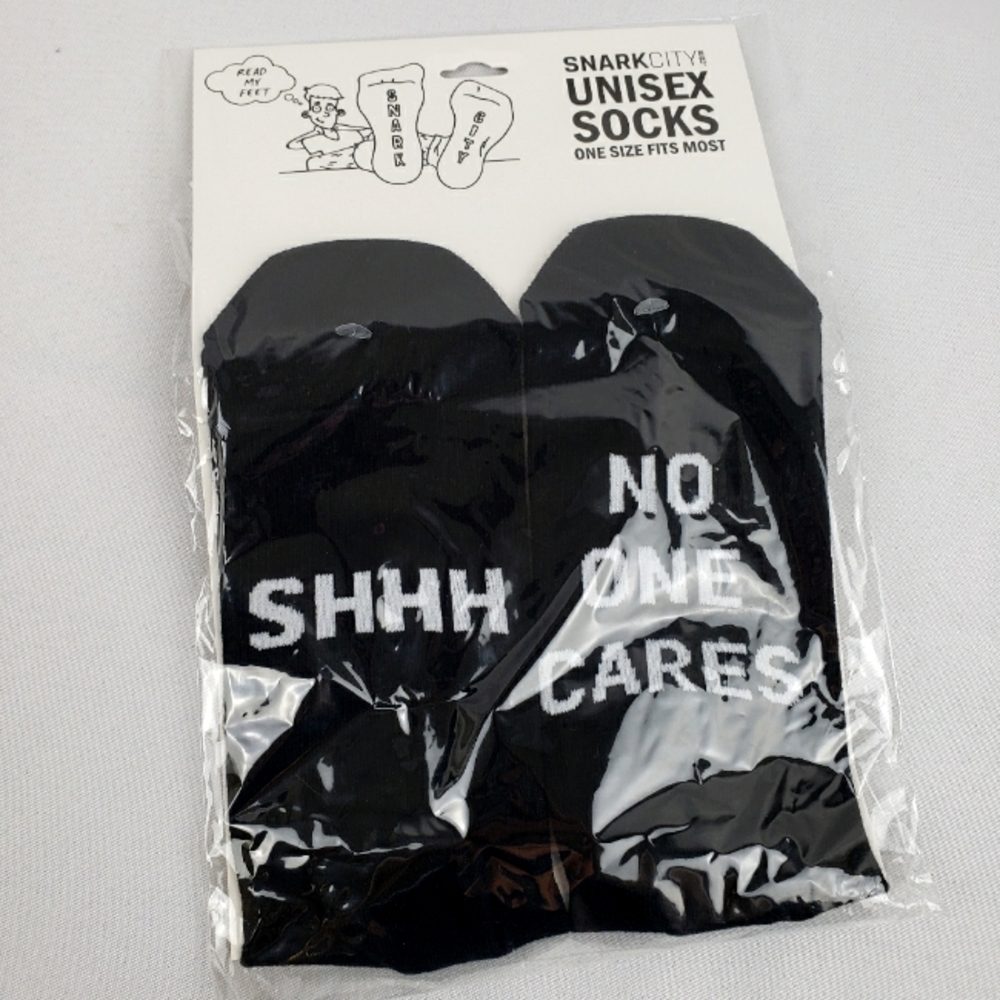 READ
MY
FEET
SNARK
CITY
SNARKCITY
UNISEX
SOCKS
ONE SIZE FITS MOST
SHHH
NO
ONE
CARES